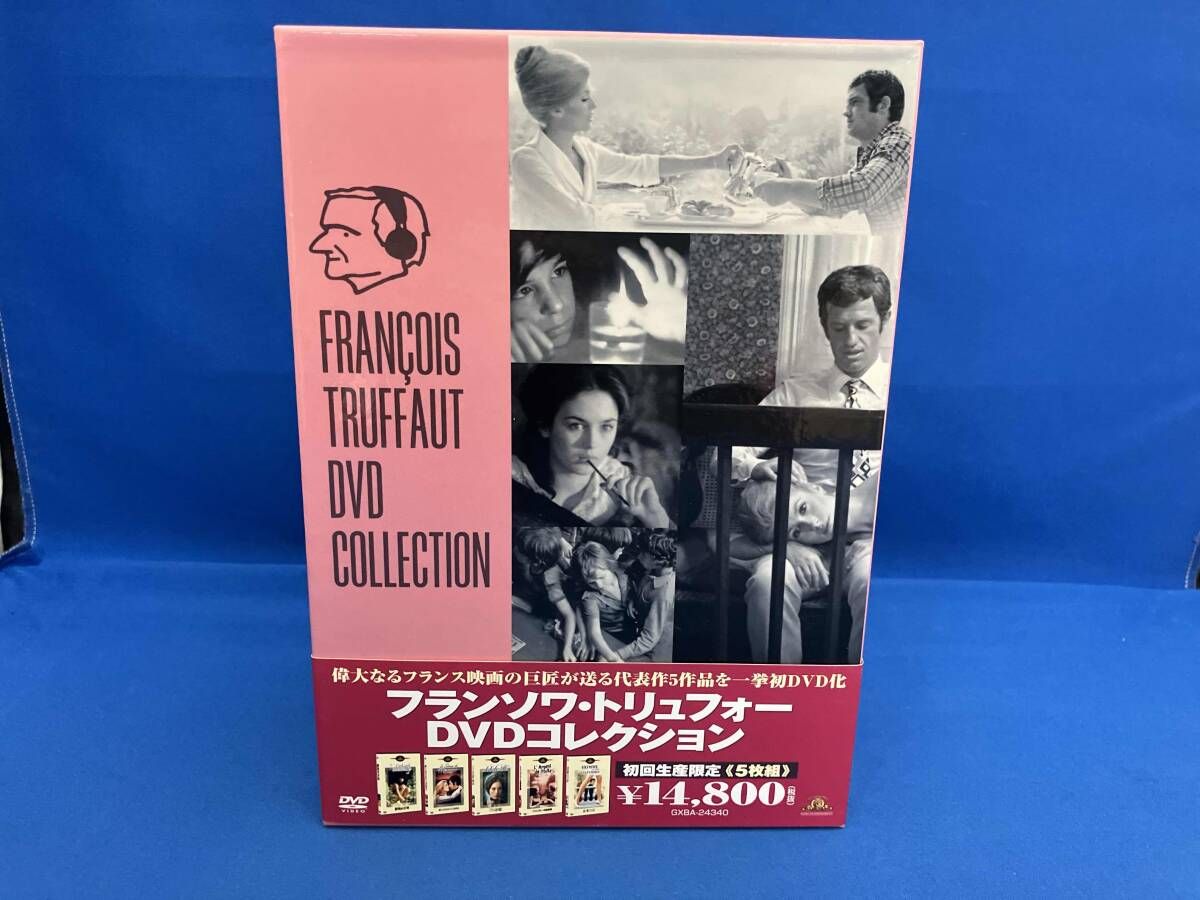 FRANÇOIS
TRUFFAUT
DVD
COLLECTION
偉大なるフランス映画の巨匠が送る代表作5作品を一挙初DVD化
フランソワ・トリュフォー
DVDコレクション
初回生産限定《5枚組》
¥14,800(税抜)
GXBA-24340
DVD
VIDEO